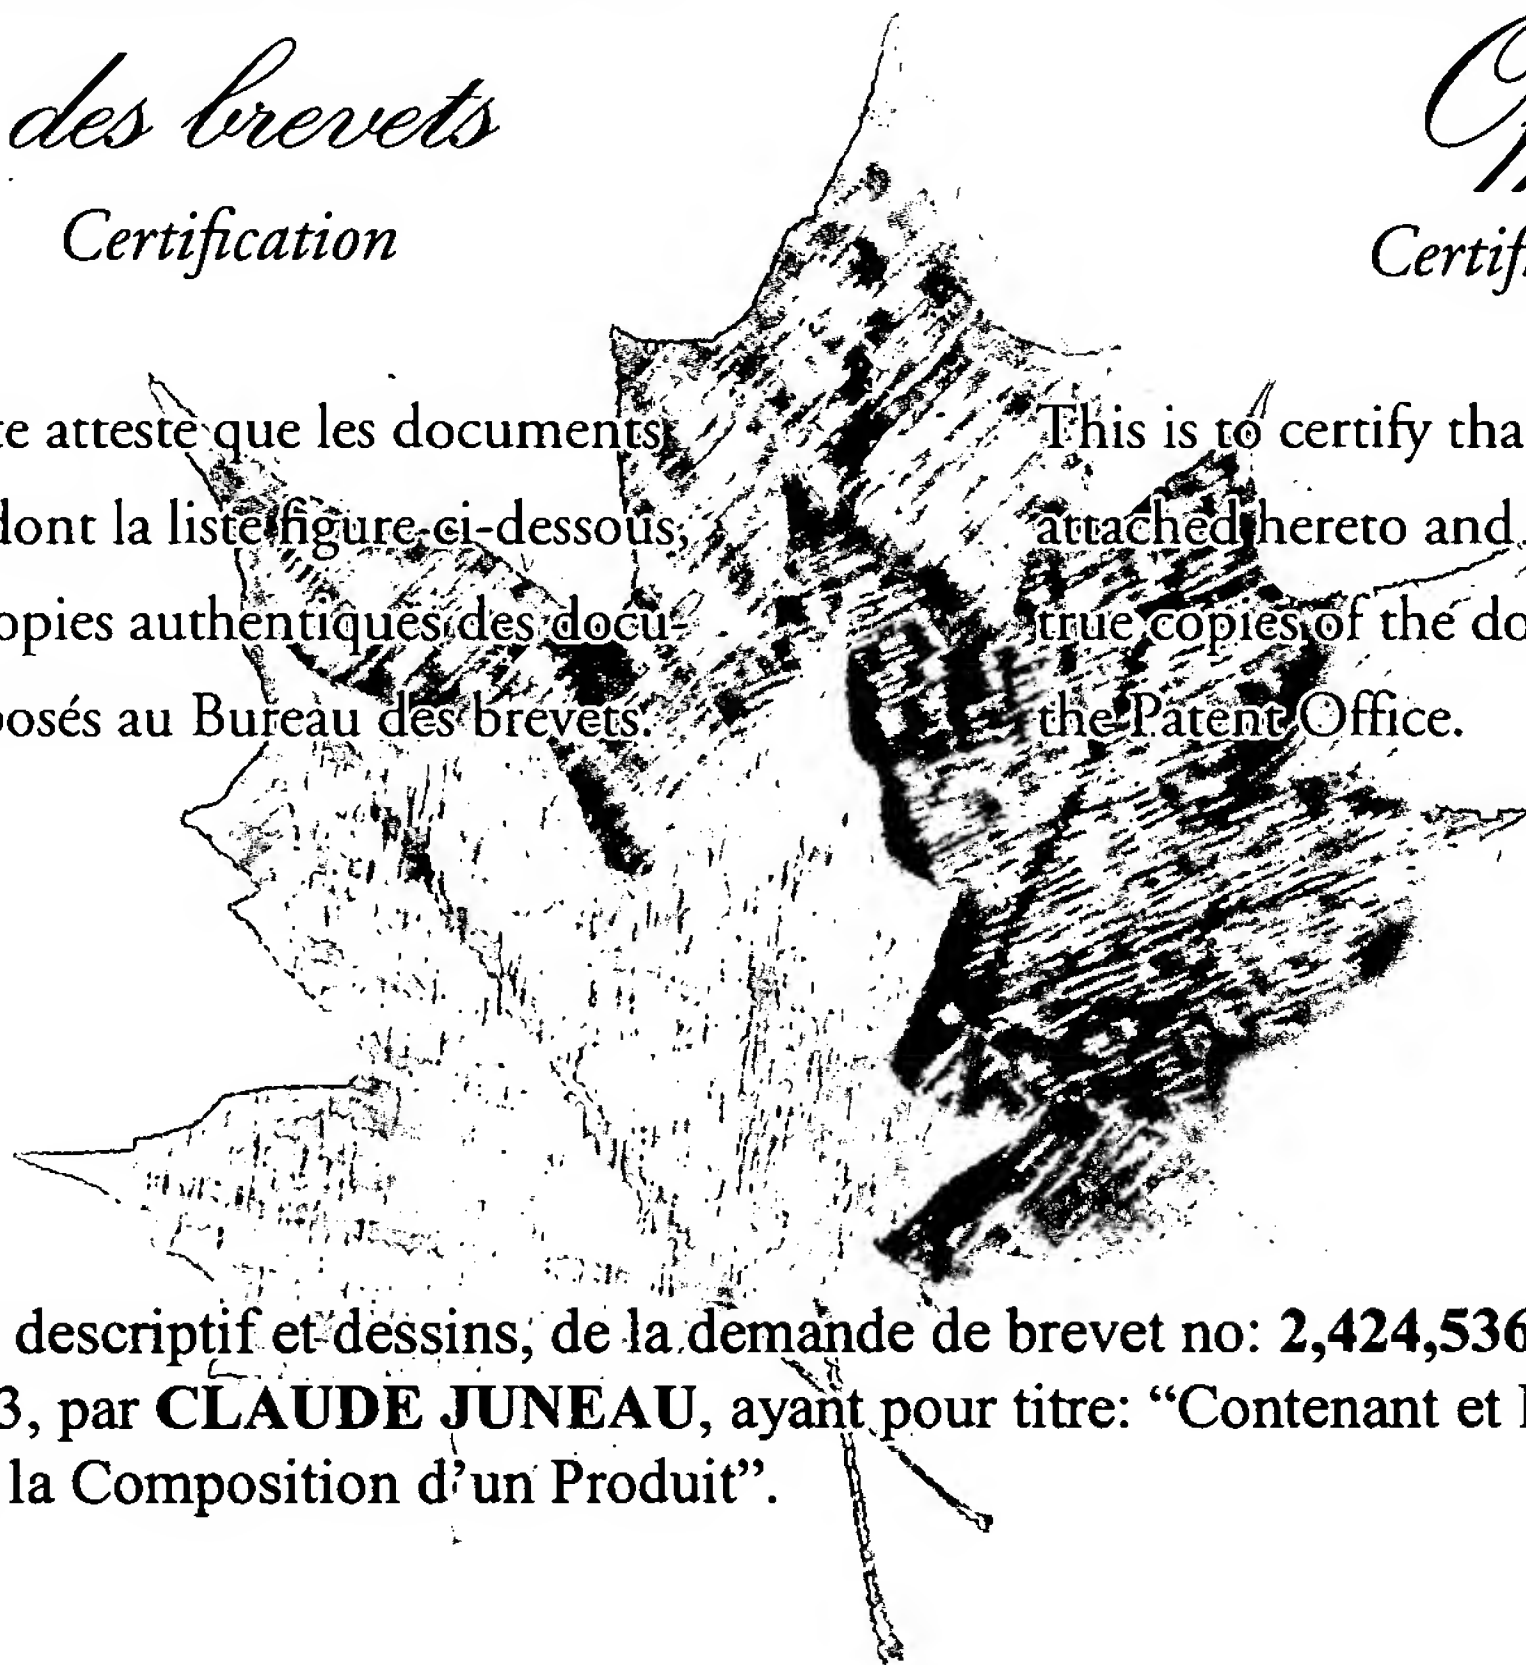 des brevets
Certification
te atteste que les documents
dont la liste figure ci-dessous,
opies authentiques des docu-
posés au Bureau des brevets.
Certif
This is to certify tha
attached hereto and
true copies of the do
the Patent Office.
descriptif et dessins, de la demande de brevet no: 2,424,536
3, par CLAUDE JUNEAU, ayant pour titre: “Contenant et
la Composition d’un Produit”.